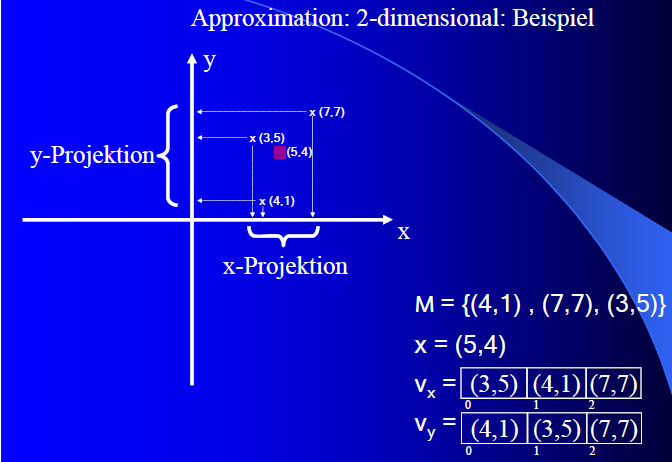 Approximation: 2-dimensional: Beispiel
y
x (7,7)
x (3,5)
(5,4)
y-Projektion
x (4,1)
x
x-Projektion
M = {(4,1) , (7,7), (3,5)}
x = (5,4)
vx = (3,5) (4,1) (7,7)
0 1 2
vy = (4,1) (3,5) (7,7)
0 1 2